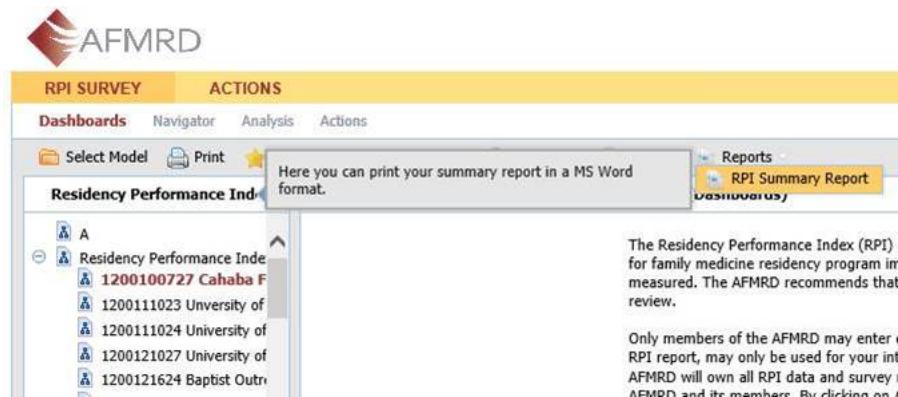 AFMRD
RPI SURVEY ACTIONS
Dashboards Navigator Analysis Actions
Select Model Print Reports
Here you can print your summary report in a MS Word
format.
RPI Summary Report
Residency Performance Ind Dashboards)
A
Residency Performance Inde
1200100727 Cahaba F
1200111023 Unversity of
1200111024 University of
1200121027 University of
1200121624 Baptist Outr
The Residency Performance Index (RPI)
for family medicine residency program im
measured. The AFMRD recommends that
review.
Only members of the AFMRD may enter
RPI report, may only be used for your int
AFMRD will own all RPI data and survey
AFMRD and its members. By clicking on A